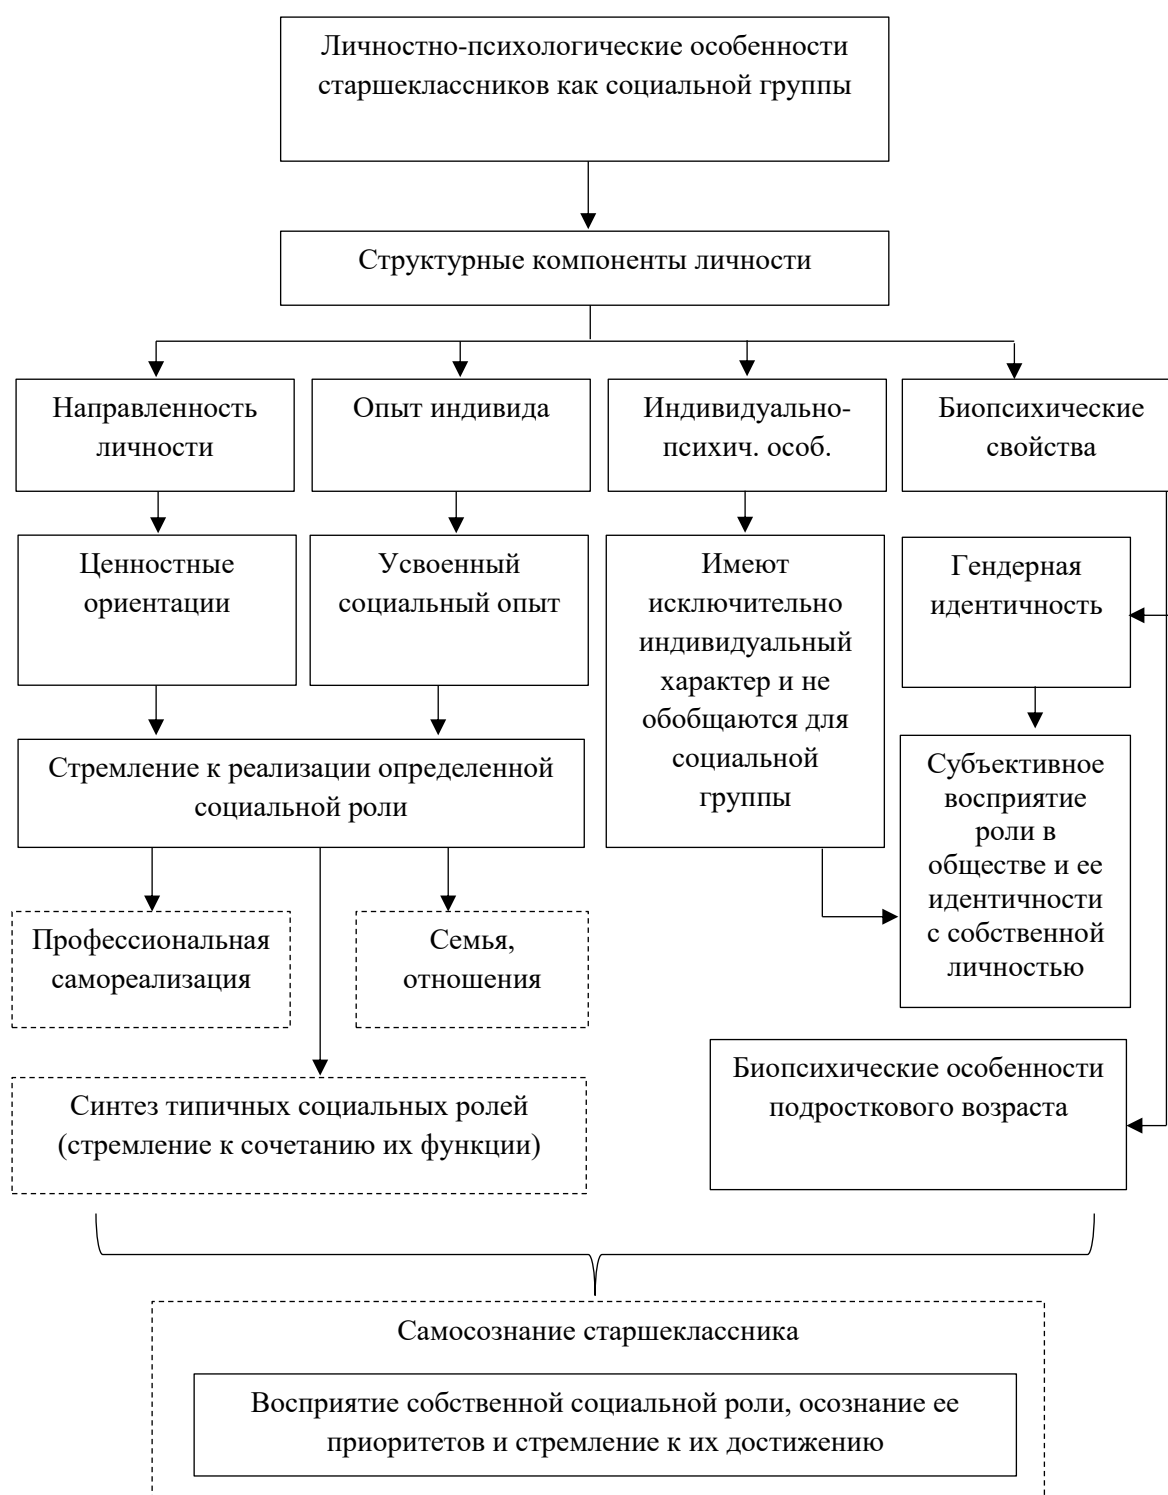 Личностно-психологические особенности
старшеклассников как социальной группы
Структурные компоненты личности
Направленность
личности
Опыт индивида
Индивидуально-
психич. особ.
Биопсихические
свойства
Ценностные
ориентации
Усвоенный
социальный опыт
Имеют
исключительно
индивидуальный
характер и не
обобщаются для
социальной
группы
Гендерная
идентичность
Стремление к реализации определенной
социальной роли
Субъективное
восприятие
роли в
обществе и ее
идентичности
с собственной
личностью
Профессиональная
самореализация
Семья,
отношения
Биопсихические особенности
подросткового возраста
Синтез типичных социальных ролей
(стремление к сочетанию их функции)
Самосознание старшеклассника
Восприятие собственной социальной роли, осознание ее
приоритетов и стремление к их достижению